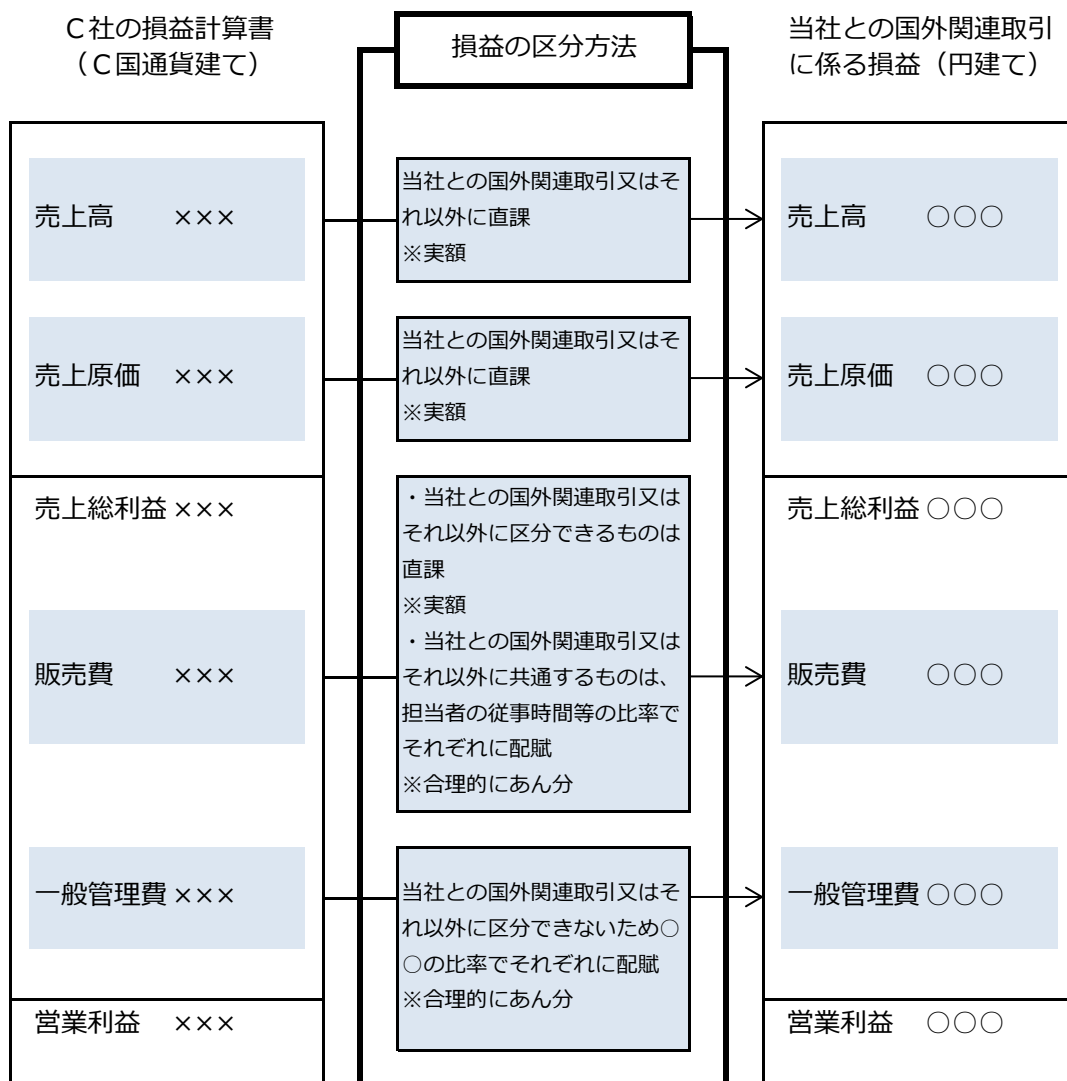 C社の損益計算書
(C国通貨建て)
損益の区分方法
当社との国外関連取引
に係る損益(円建て)
売上高 ×××
当社との国外関連取引又はそ
れ以外に直課
※実額
売上高 ○○○
売上原価 ×××
当社との国外関連取引又はそ
れ以外に直課
※実額
売上原価 ○○○
売上総利益 ×××
・当社との国外関連取引又は
それ以外に区分できるものは
直課
※実額
・当社との国外関連取引又は
それ以外に共通するものは、
担当者の従事時間等の比率で
それぞれに配賦
※合理的にあん分
売上総利益 ○○○
販売費 ×××
販売費 ○○○
一般管理費 ×××
当社との国外関連取引又はそ
れ以外に区分できないため○
○の比率でそれぞれに配賦
※合理的にあん分
一般管理費 ○○○
営業利益 ×××
営業利益 ○○○